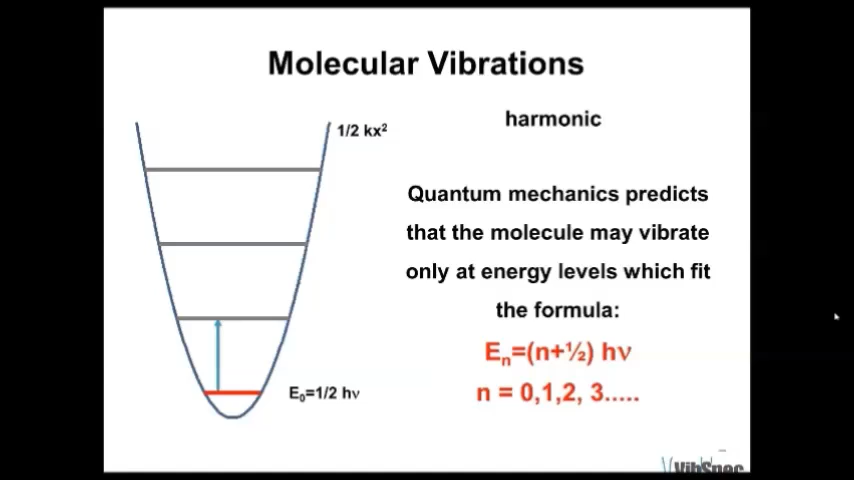 Molecular Vibrations
1/2 kx²
harmonic
Quantum mechanics predicts
that the molecule may vibrate
only at energy levels which fit
the formula:
Eₙ=(n+½) hν
n = 0,1,2, 3.....
E₀=1/2 hν
VibSpec